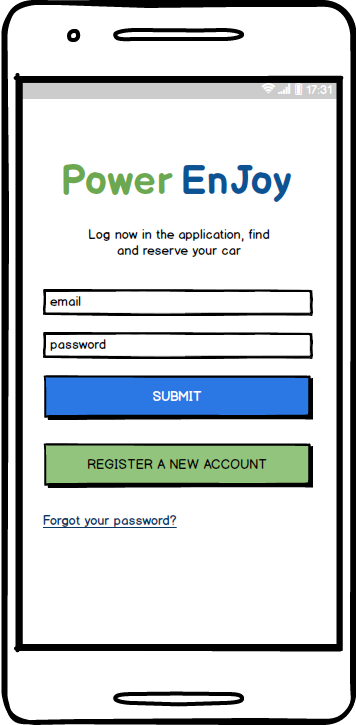 17:31
Power EnJoy
Log now in the application, find
and reserve your car
email
password
SUBMIT
REGISTER A NEW ACCOUNT
Forgot your password?